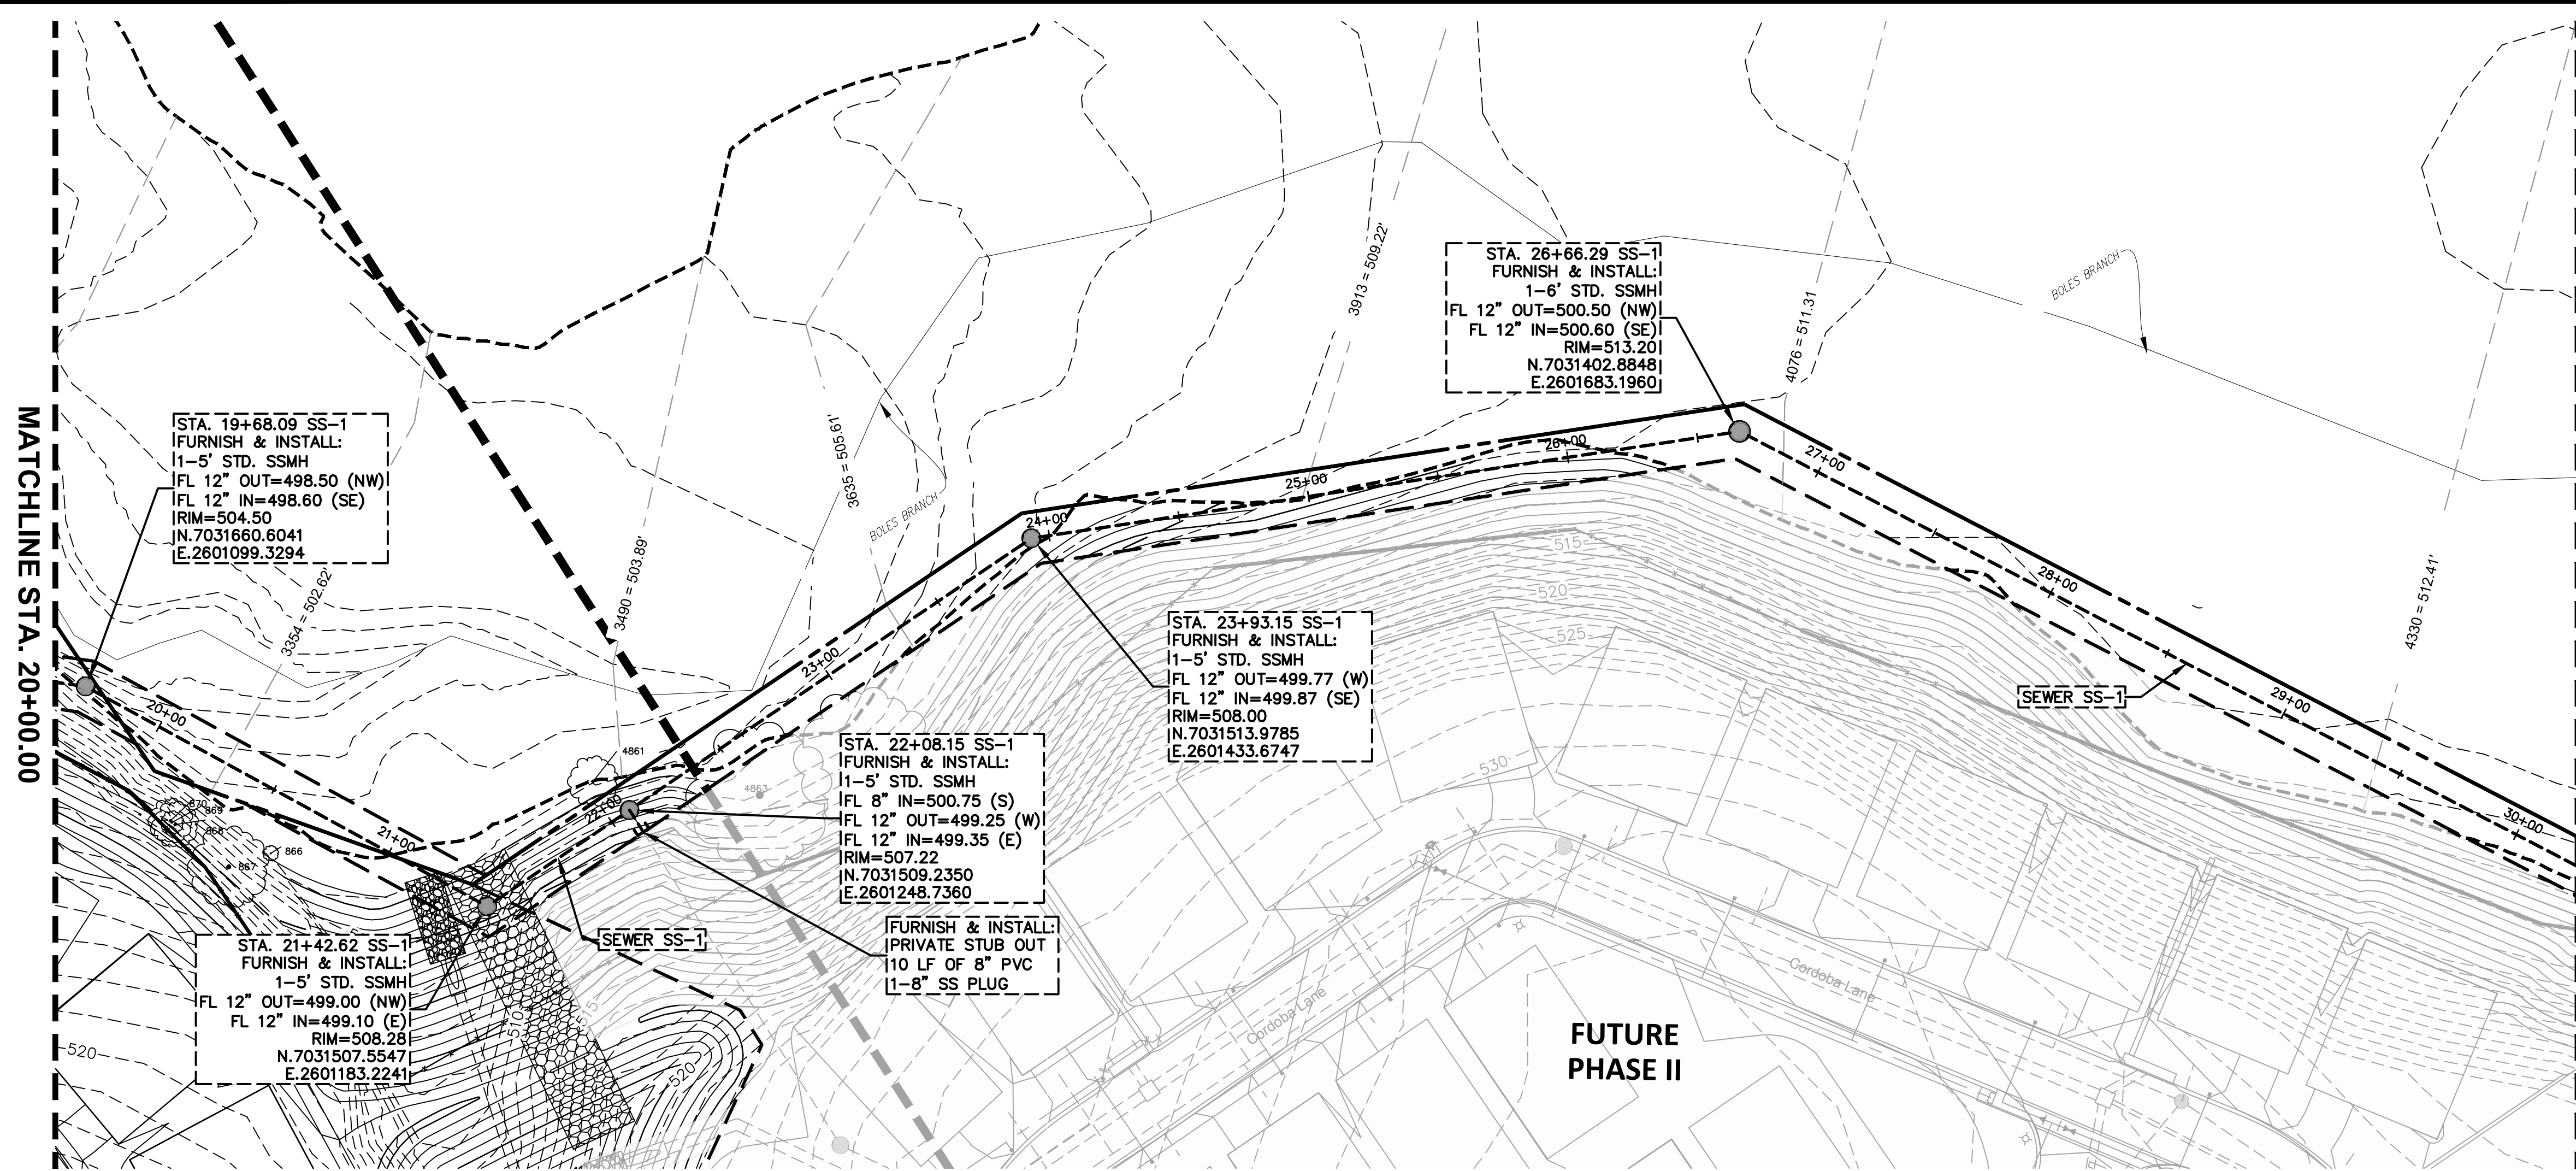 MATCHLINE STA. 20+00.00
STA. 19+68.09 SS-1
FURNISH & INSTALL:
1-5' STD. SSMH
FL 12" OUT=498.50 (NW)
FL 12" IN=498.60 (SE)
RIM=504.50
N.7031660.6041
E.2601099.3294
3354 = 502.62'
3490 = 503.89'
3635 = 505.61'
BOLES BRANCH
3913 = 509.22'
STA. 26+66.29 SS-1
FURNISH & INSTALL:
1-6' STD. SSMH
FL 12" OUT=500.50 (NW)
FL 12" IN=500.60 (SE)
RIM=513.20
N.7031402.8848
E.2601683.1960
4076 = 511.31
BOLES BRANCH
4330 = 512.41'
20+00
21+00
22+00
23+00
24+00
25+00
26+00
27+00
28+00
29+00
30+00
SEWER SS-1
515
520
525
530
STA. 23+93.15 SS-1
FURNISH & INSTALL:
1-5' STD. SSMH
FL 12" OUT=499.77 (W)
FL 12" IN=499.87 (SE)
RIM=508.00
N.7031513.9785
E.2601433.6747
4861
4863
STA. 22+08.15 SS-1
FURNISH & INSTALL:
1-5' STD. SSMH
FL 8" IN=500.75 (S)
FL 12" OUT=499.25 (W)
FL 12" IN=499.35 (E)
RIM=507.22
N.7031509.2350
E.2601248.7360
870
869
868
866
867
SEWER SS-1
FURNISH & INSTALL:
PRIVATE STUB OUT
10 LF OF 8" PVC
1-8" SS PLUG
STA. 21+42.62 SS-1
FURNISH & INSTALL:
1-5' STD. SSMH
FL 12" OUT=499.00 (NW)
FL 12" IN=499.10 (E)
RIM=508.28
N.7031507.5547
E.2601183.2241
510
515
520
520
Cordoba Lane
Cordoba Lane
FUTURE
PHASE II